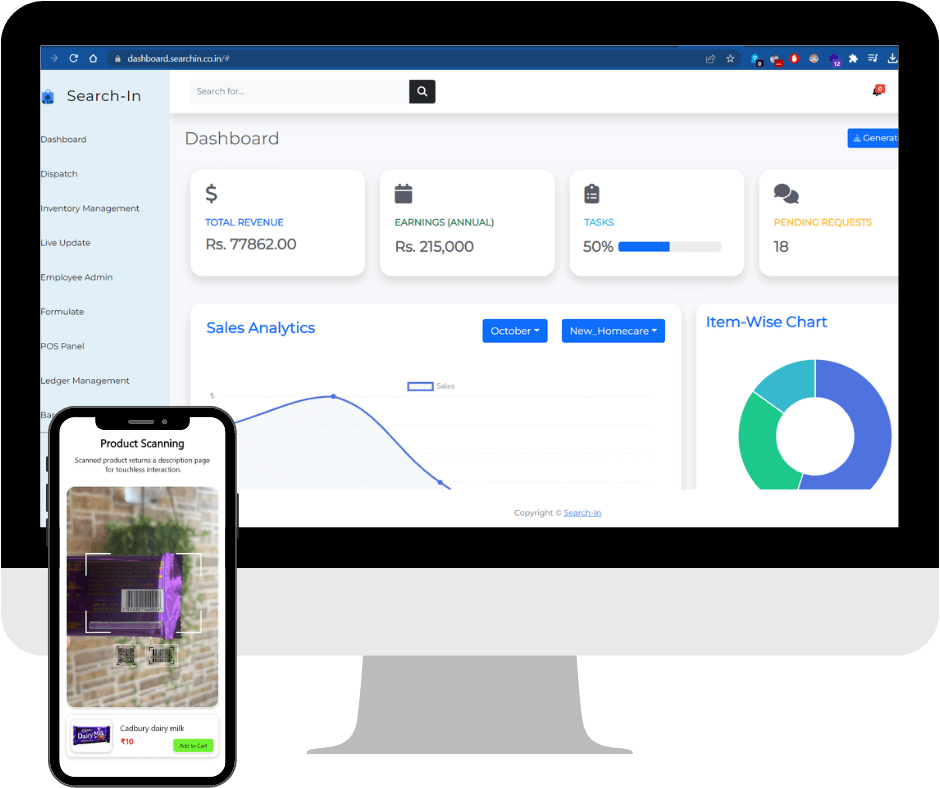 dashboard.searchin.co.in/#
0
12
Search-In
Search for...
0
Dashboard
Dispatch
Inventory Management
Live Update
Employee Admin
Formulate
POS Panel
Ledger Management
Dashboard
Generat
TOTAL REVENUE
Rs. 77862.00
EARNINGS (ANNUAL)
Rs. 215,000
TASKS
50%
PENDING REQUESTS
18
Sales Analytics
October
New_Homecare
Sales
5
Item-Wise Chart
Copyright © Search-In
Product Scanning
Scanned product returns a description page
for touchless interaction.
Cadbury dairy milk
₹10
Add to Cart